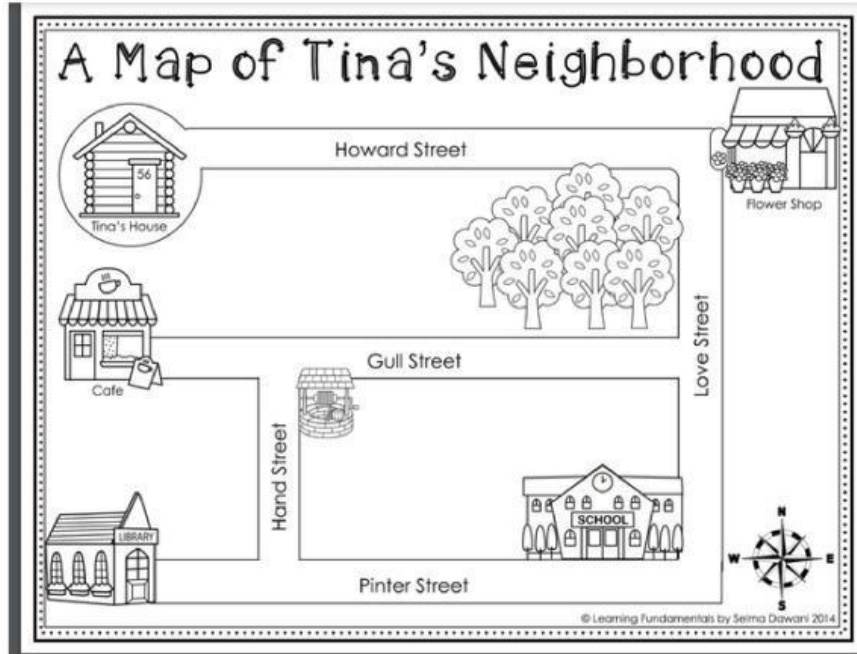 A Map of Tina's Neighborhood
Howard Street
56
Tina's House
Flower Shop
Love Street
Gull Street
Cafe
Hand Street
LIBRARY
SCHOOL
Pinter Street
N
W E
S
© Learning Fundamentals by Selma Dawani 2014